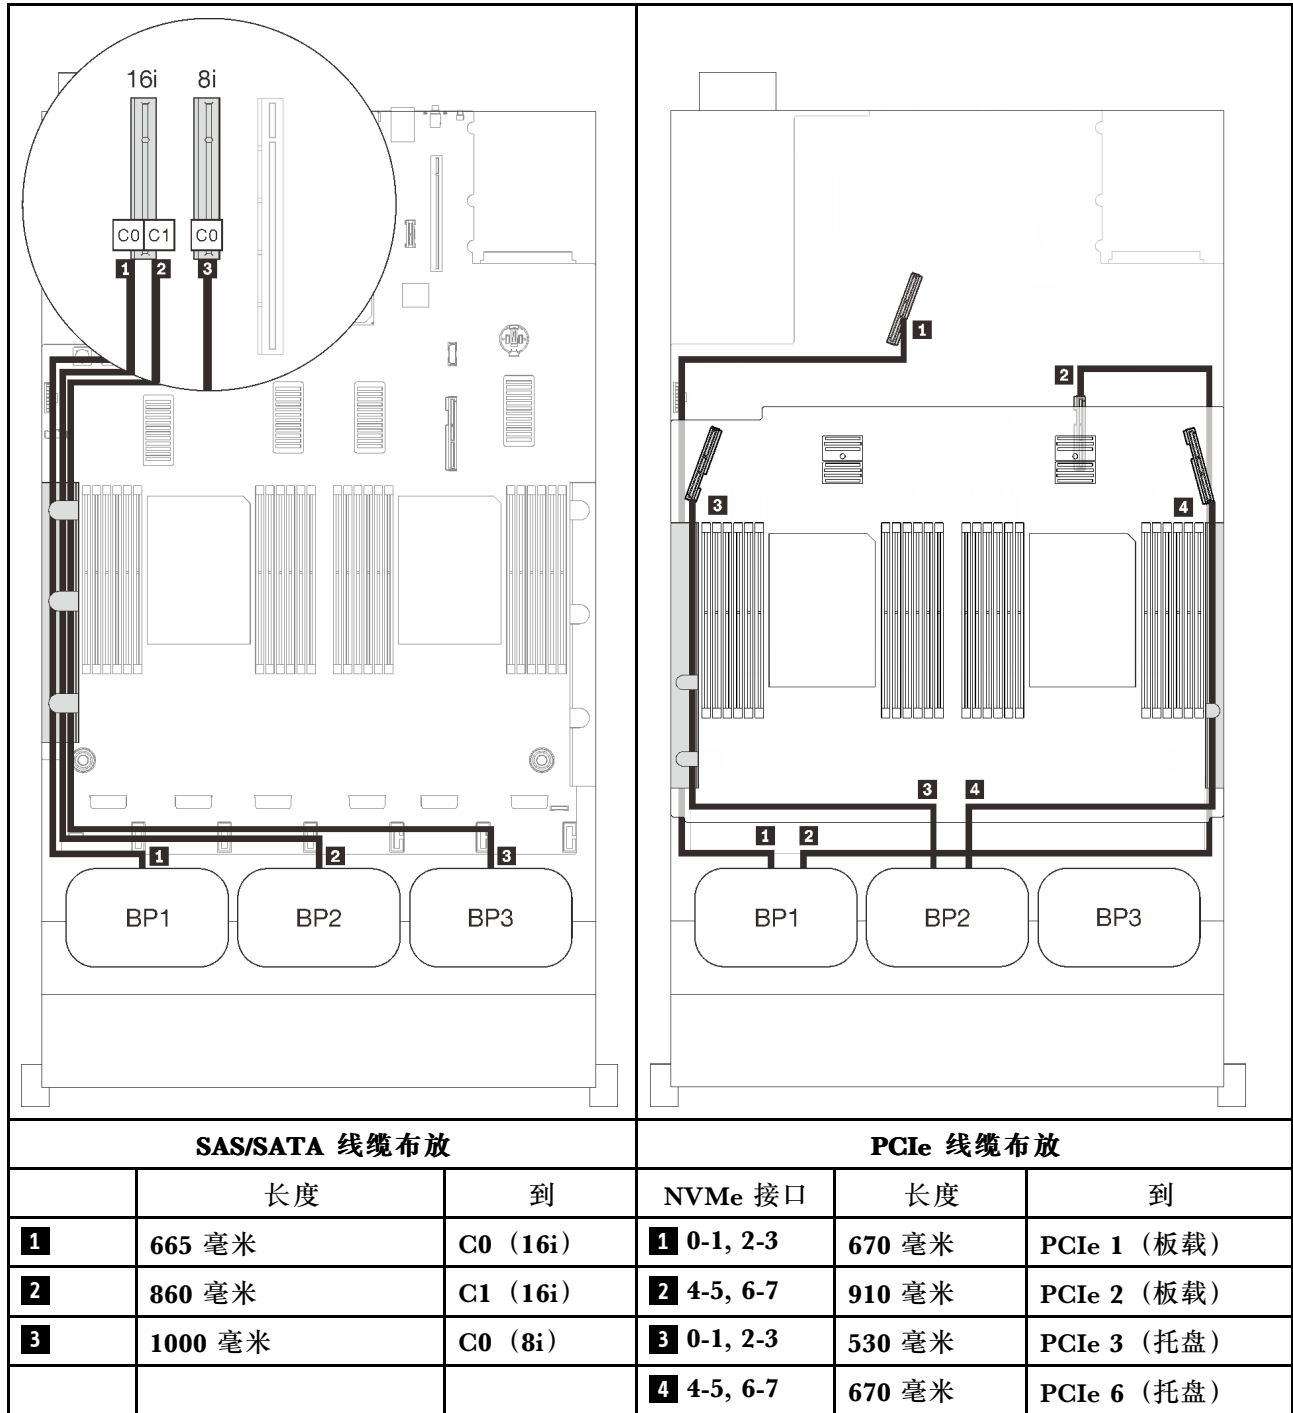 16i 8i
C0 C1 C0
1 2 3
1 2 3
BP1 BP2 BP3
1
2
3 4
3 4
1 2
BP1 BP2 BP3
SAS/SATA 线缆布放 PCIe 线缆布放
长度 到 NVMe 接口 长度 到
1 665 毫米 C0（16i） 1 0-1, 2-3 670 毫米 PCIe 1（板载）
2 860 毫米 C1（16i） 2 4-5, 6-7 910 毫米 PCIe 2（板载）
3 1000 毫米 C0（8i） 3 0-1, 2-3 530 毫米 PCIe 3（托盘）
4 4-5, 6-7 670 毫米 PCIe 6（托盘）